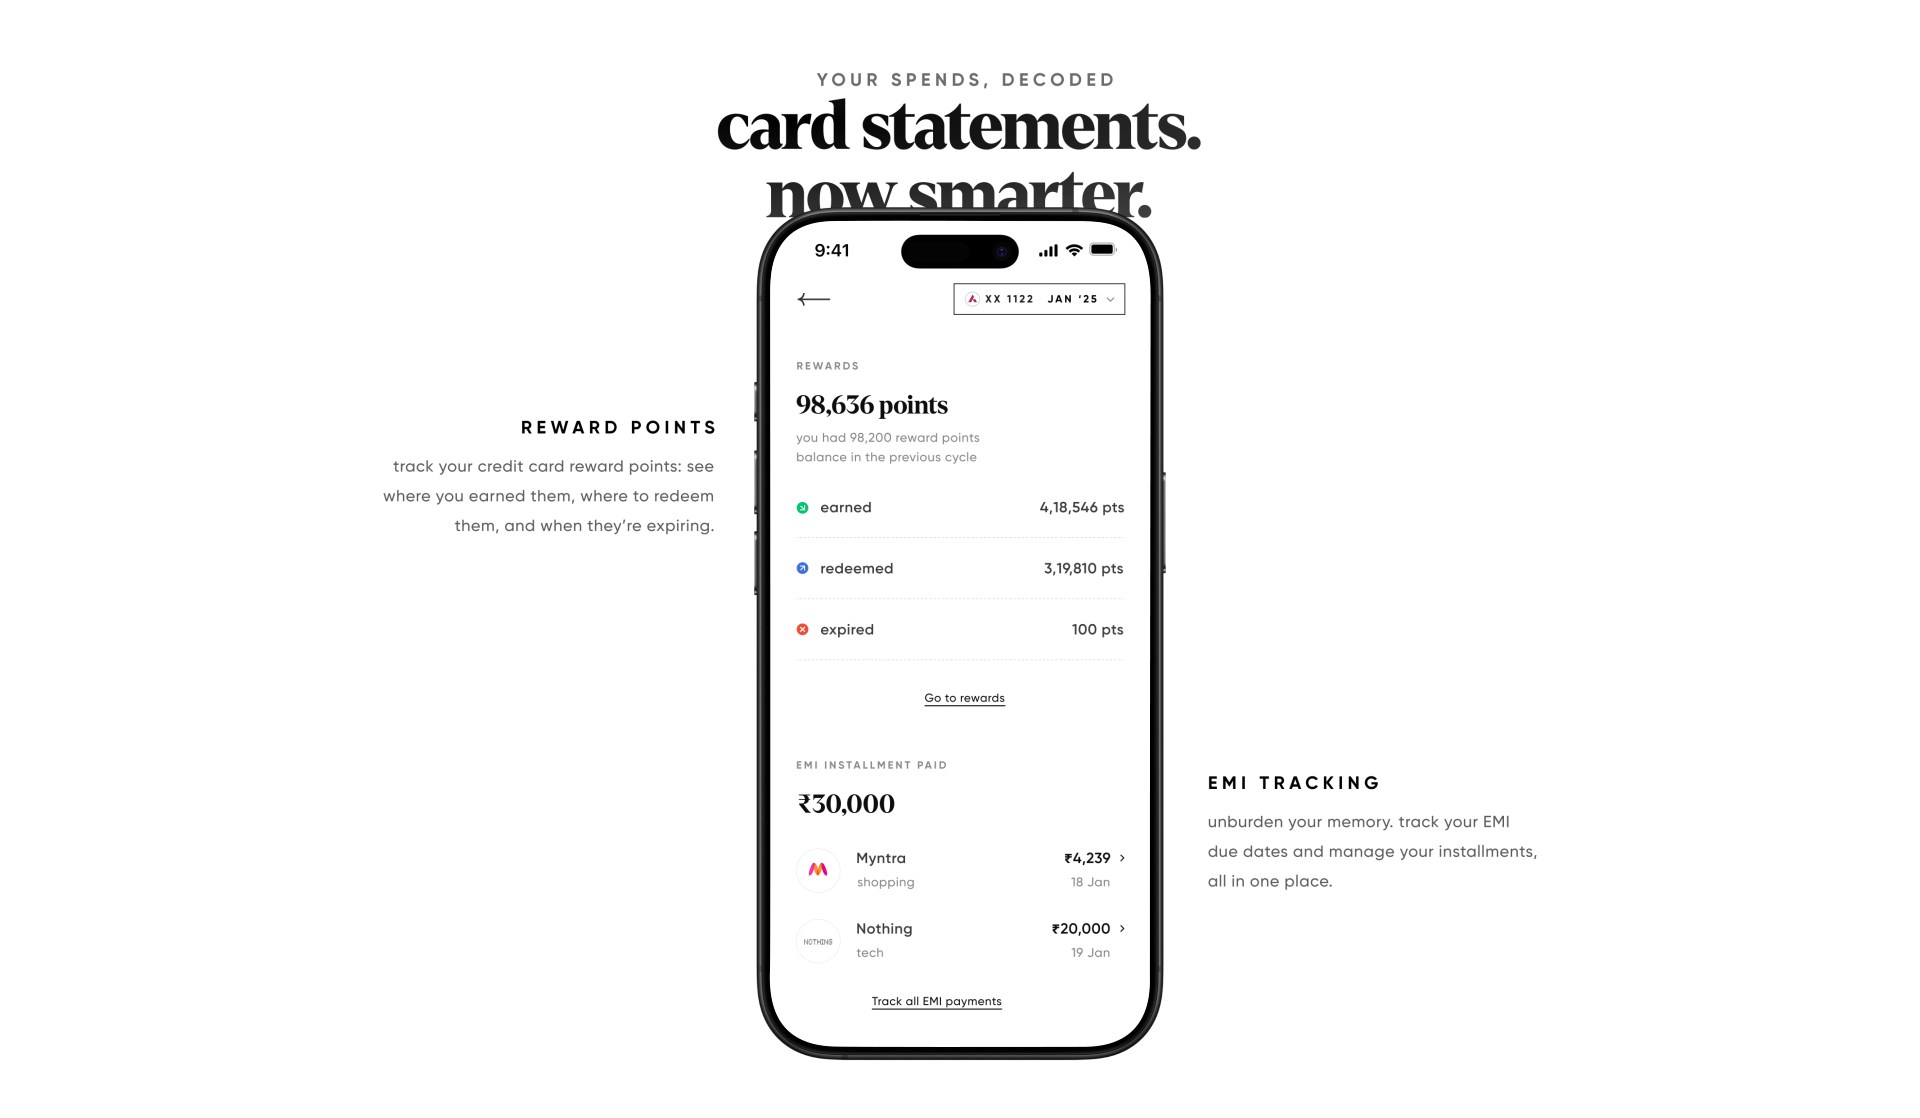 YOUR SPENDS, DECODED
card statements.
now smarter.
9:41
XX 1122 JAN ’25
REWARDS
98,636 points
you had 98,200 reward points
balance in the previous cycle
earned 4,18,546 pts
redeemed 3,19,810 pts
expired 100 pts
Go to rewards
REWARD POINTS
track your credit card reward points: see
where you earned them, where to redeem
them, and when they’re expiring.
EMI INSTALLMENT PAID
₹30,000
Myntra ₹4,239
shopping 18 Jan
NOTHING
Nothing ₹20,000
tech 19 Jan
Track all EMI payments
EMI TRACKING
unburden your memory. track your EMI
due dates and manage your installments,
all in one place.